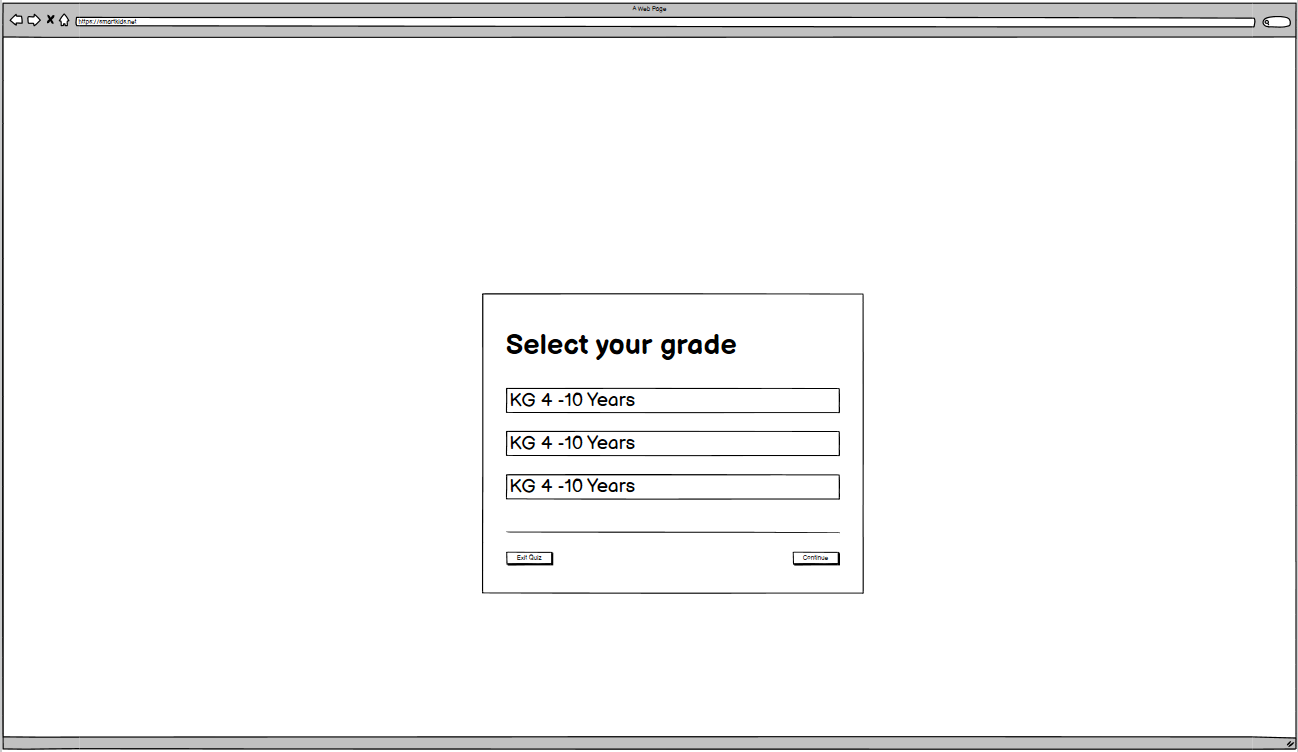 A Web Page
https://smartkids.net
Select your grade
KG 4 -10 Years
KG 4 -10 Years
KG 4 -10 Years
Exit Quiz
Continue